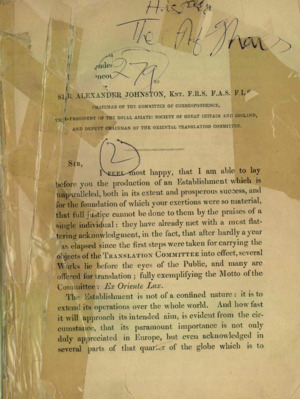 The Afghans
279
SIR ALEXANDER JOHNSTON, KNT. F.R.S. F.A.S. F.L
CHAIRMAN OF THE COMMITTEE OF CORRESPONDENCE,
VICE-PRESIDENT OF THE ROYAL ASIATIC SOCIETY OF GREAT BRITAIN AND IRELAND,
AND DEPUTY CHAIRMAN OF THE ORIENTAL TRANSLATION COMMITTEE.
2
SIR,
I FEEL most happy, that I am able to lay
before you the production of an Establishment which is
unparalleled, both in its extent and prosperous success, and
for the foundation of which your exertions were so material,
that full justice cannot be done to them by the praises of a
single individual: they have already met with a most flat-
tering acknowledgment, in the fact, that after hardly a year
as elapsed since the first steps were taken for carrying the
objects of the TRANSLATION COMMITTEE into effect, several
Works lie before the eyes of the Public, and many are
offered for translation; fully exemplifying the Motto of the
Committee: Ex Oriente Lux.
The Establishment is not of a confined nature: it is to
extend its operations over the whole world. And how fast
it will approach its intended aim, is evident from the cir-
cumstance, that its paramount importance is not only
duly appreciated in Europe, but even acknowledged in
several parts of that quarter of the globe which is to